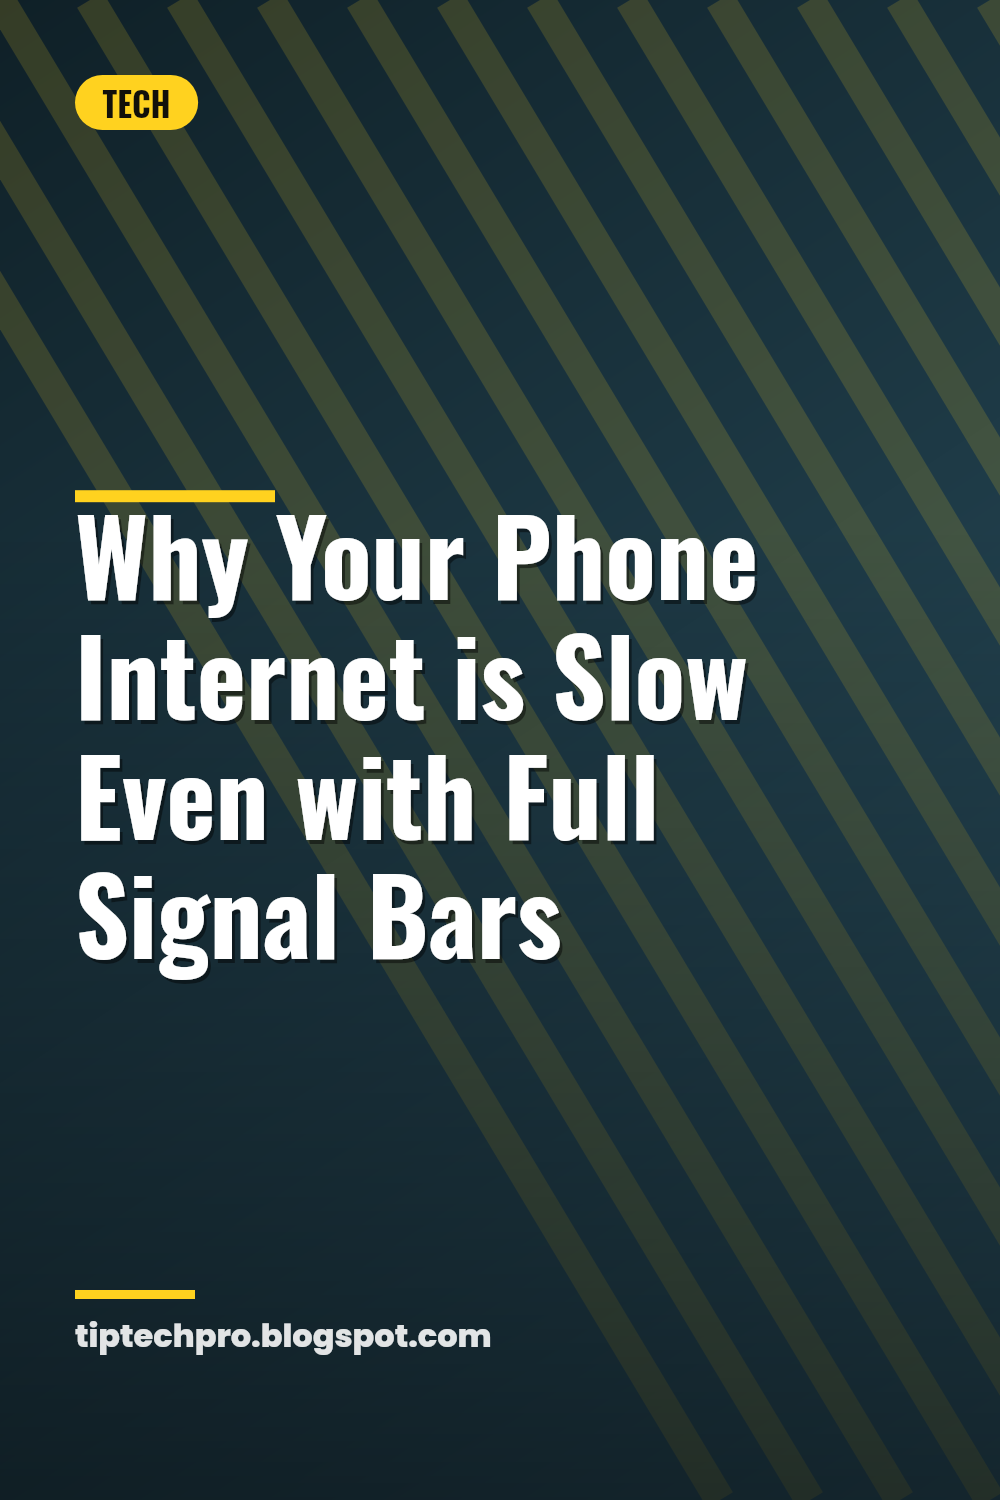 TECH
Why Your Phone
Internet is Slow
Even with Full
Signal Bars
tiptechpro.blogspot.com